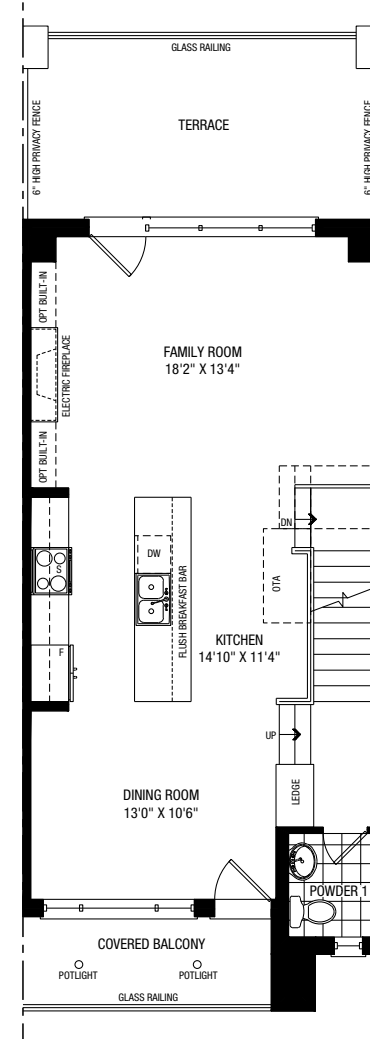 GLASS RAILING
TERRACE
6" HIGH PRIVACY FENCE
6" HIGH PRIVACY FENCE
OPT BUILT-IN
ELECTRIC FIREPLACE
OPT BUILT-IN
FAMILY ROOM
18'2" X 13'4"
DN
DW
S
OTA
FLUSH BREAKFAST BAR
KITCHEN
14'10" X 11'4"
F
UP
LEDGE
DINING ROOM
13'0" X 10'6"
POWDER 1
COVERED BALCONY
POTLIGHT
POTLIGHT
GLASS RAILING